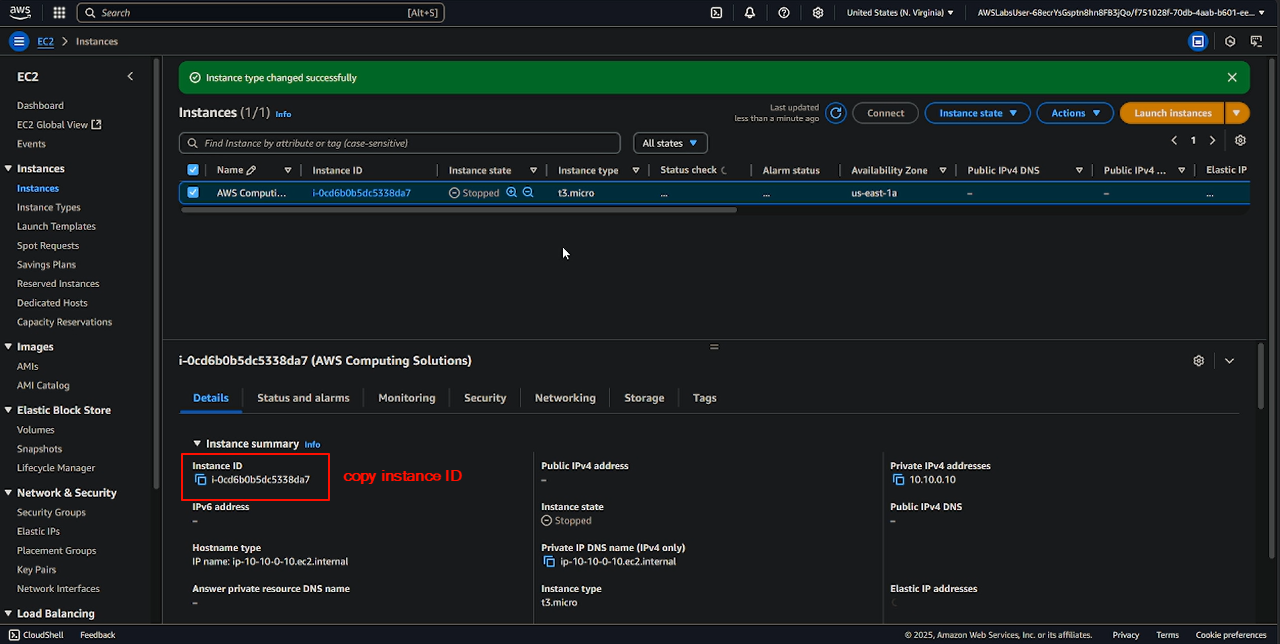 aws
Search [Alt+S]
United States (N. Virginia)
AWSLabsUser-68ecrYsGsptn8hn8FB3jQo/f751028f-70db-4aab-b601-ee...
EC2 > Instances
EC2
Dashboard
EC2 Global View
Events
Instances
Instances
Instance Types
Launch Templates
Spot Requests
Savings Plans
Reserved Instances
Dedicated Hosts
Capacity Reservations
Images
AMIs
AMI Catalog
Elastic Block Store
Volumes
Snapshots
Lifecycle Manager
Network & Security
Security Groups
Elastic IPs
Placement Groups
Key Pairs
Network Interfaces
Load Balancing
Instance type changed successfully
Instances (1/1) Info
Last updated
less than a minute ago
Connect
Instance state
Actions
Launch instances
Find Instance by attribute or tag (case-sensitive)
All states
1
Name Instance ID Instance state Instance type Status check Alarm status Availability Zone Public IPv4 DNS Public IPv4 ... Elastic IP
AWS Computi... i-0cd6b0b5dc5338da7 Stopped t3.micro ... ... us-east-1a – – ...
i-0cd6b0b5dc5338da7 (AWS Computing Solutions)
Details Status and alarms Monitoring Security Networking Storage Tags
Instance summary Info
Instance ID
i-0cd6b0b5dc5338da7
copy instance ID
Public IPv4 address
–
Private IPv4 addresses
10.10.0.10
IPv6 address
–
Instance state
Stopped
Public IPv4 DNS
–
Hostname type
IP name: ip-10-10-0-10.ec2.internal
Private IP DNS name (IPv4 only)
ip-10-10-0-10.ec2.internal
Answer private resource DNS name
–
Instance type
t3.micro
Elastic IP addresses
CloudShell Feedback
© 2025, Amazon Web Services, Inc. or its affiliates. Privacy Terms Cookie preferences